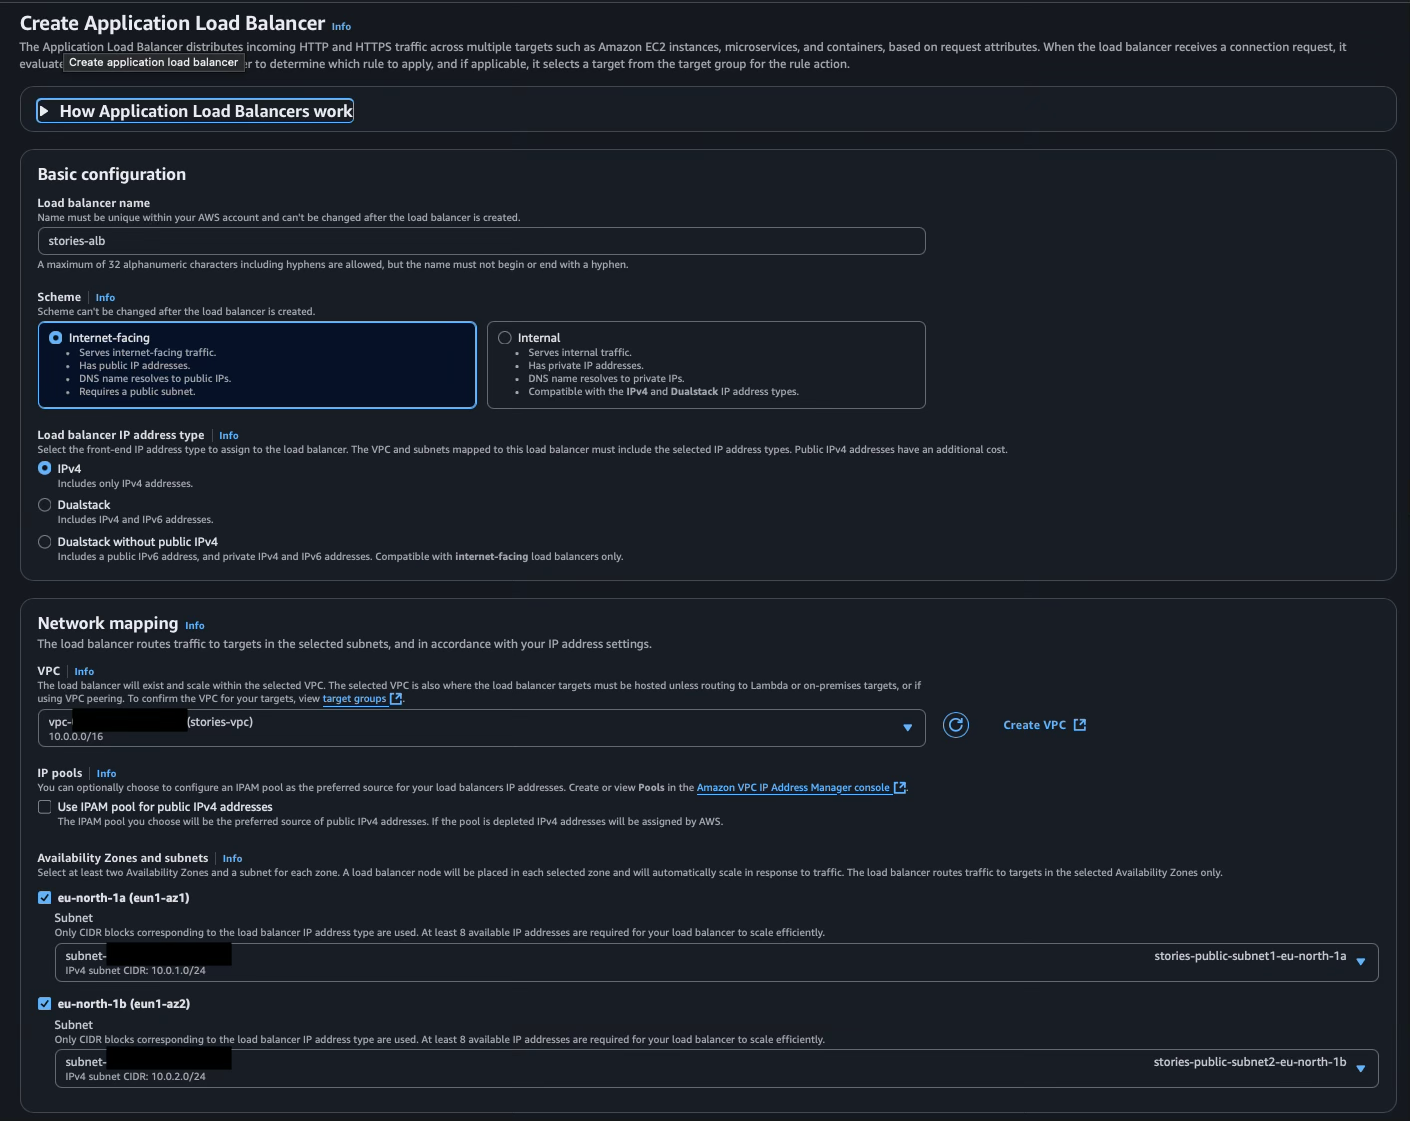 Create Application Load Balancer Info
The Application Load Balancer distributes incoming HTTP and HTTPS traffic across multiple targets such as Amazon EC2 instances, microservices, and containers, based on request attributes. When the load balancer receives a connection request, it
evaluate r to determine which rule to apply, and if applicable, it selects a target from the target group for the rule action.
Create application load balancer
How Application Load Balancers work
Basic configuration
Load balancer name
Name must be unique within your AWS account and can't be changed after the load balancer is created.
stories-alb
A maximum of 32 alphanumeric characters including hyphens are allowed, but the name must not begin or end with a hyphen.
Scheme Info
Scheme can't be changed after the load balancer is created.
Internet-facing
• Serves internet-facing traffic.
• Has public IP addresses.
• DNS name resolves to public IPs.
• Requires a public subnet.
Internal
• Serves internal traffic.
• Has private IP addresses.
• DNS name resolves to private IPs.
• Compatible with the IPv4 and Dualstack IP address types.
Load balancer IP address type Info
Select the front-end IP address type to assign to the load balancer. The VPC and subnets mapped to this load balancer must include the selected IP address types. Public IPv4 addresses have an additional cost.
IPv4
Includes only IPv4 addresses.
Dualstack
Includes IPv4 and IPv6 addresses.
Dualstack without public IPv4
Includes a public IPv6 address, and private IPv4 and IPv6 addresses. Compatible with internet-facing load balancers only.
Network mapping Info
The load balancer routes traffic to targets in the selected subnets, and in accordance with your IP address settings.
VPC Info
The load balancer will exist and scale within the selected VPC. The selected VPC is also where the load balancer targets must be hosted unless routing to Lambda or on-premises targets, or if
using VPC peering. To confirm the VPC for your targets, view target groups.
vpc- (stories-vpc)
10.0.0.0/16
Create VPC
IP pools Info
You can optionally choose to configure an IPAM pool as the preferred source for your load balancers IP addresses. Create or view Pools in the Amazon VPC IP Address Manager console.
Use IPAM pool for public IPv4 addresses
The IPAM pool you choose will be the preferred source of public IPv4 addresses. If the pool is depleted IPv4 addresses will be assigned by AWS.
Availability Zones and subnets Info
Select at least two Availability Zones and a subnet for each zone. A load balancer node will be placed in each selected zone and will automatically scale in response to traffic. The load balancer routes traffic to targets in the selected Availability Zones only.
eu-north-1a (eun1-az1)
Subnet
Only CIDR blocks corresponding to the load balancer IP address type are used. At least 8 available IP addresses are required for your load balancer to scale efficiently.
subnet- stories-public-subnet1-eu-north-1a
IPv4 subnet CIDR: 10.0.1.0/24
eu-north-1b (eun1-az2)
Subnet
Only CIDR blocks corresponding to the load balancer IP address type are used. At least 8 available IP addresses are required for your load balancer to scale efficiently.
subnet- stories-public-subnet2-eu-north-1b
IPv4 subnet CIDR: 10.0.2.0/24